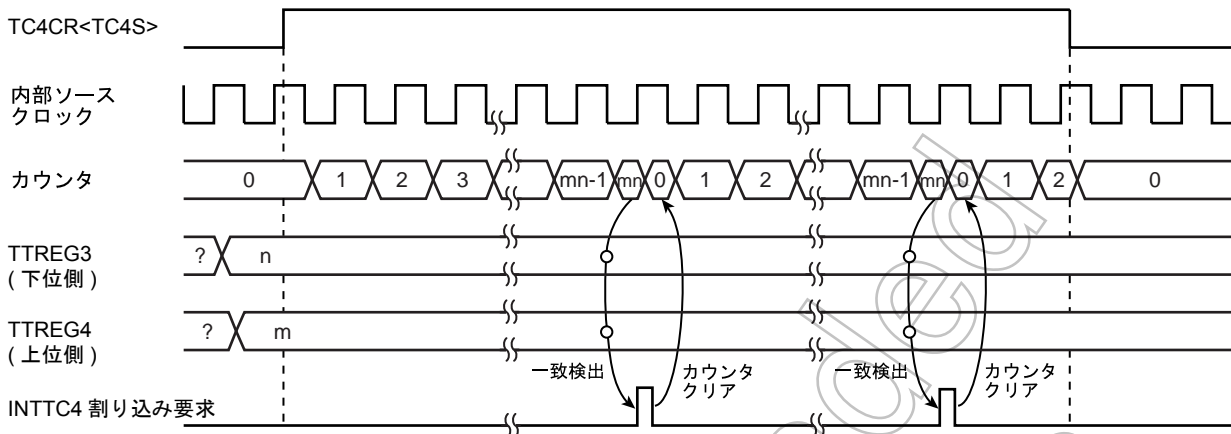 TC4CR<TC4S>
内部ソース
クロック
カウンタ
0 1 2 3 mn-1 mn 0 1 2 mn-1 mn 0 1 2 0
TTREG3
( 下位側 )
? n
TTREG4
( 上位側 )
? m
一致検出 カウンタ
クリア
一致検出 カウンタ
クリア
INTTC4 割り込み要求